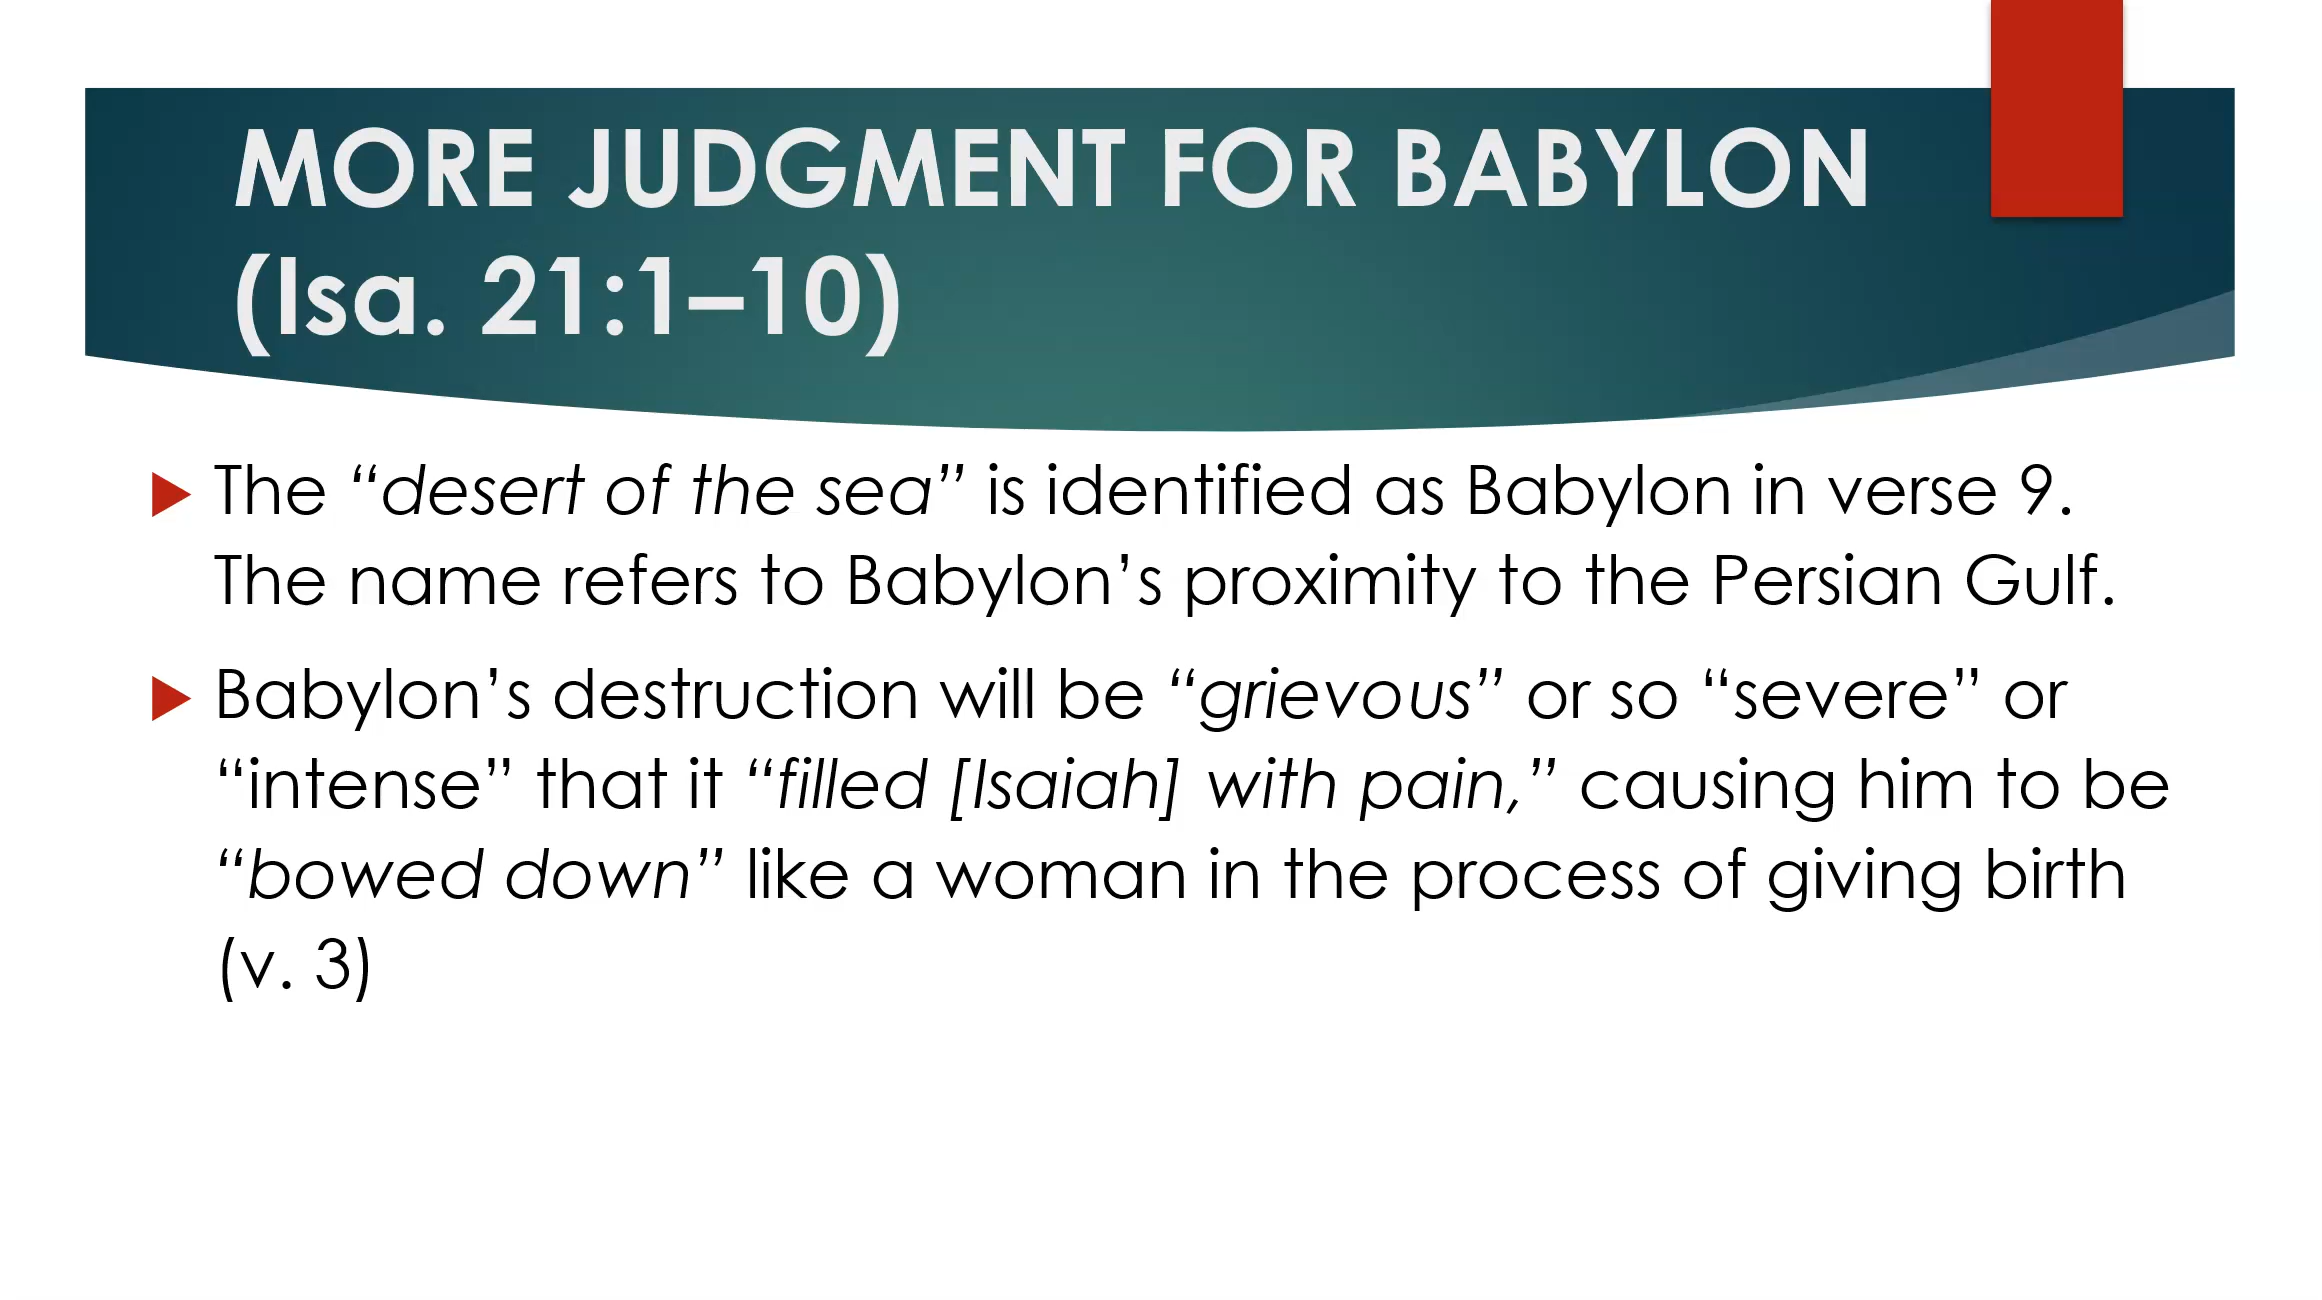 MORE JUDGMENT FOR BABYLON
(Isa. 21:1–10)
The “desert of the sea” is identified as Babylon in verse 9.
The name refers to Babylon’s proximity to the Persian Gulf.
Babylon’s destruction will be “grievous” or so “severe” or
“intense” that it “filled [Isaiah] with pain,” causing him to be
“bowed down” like a woman in the process of giving birth
(v. 3)